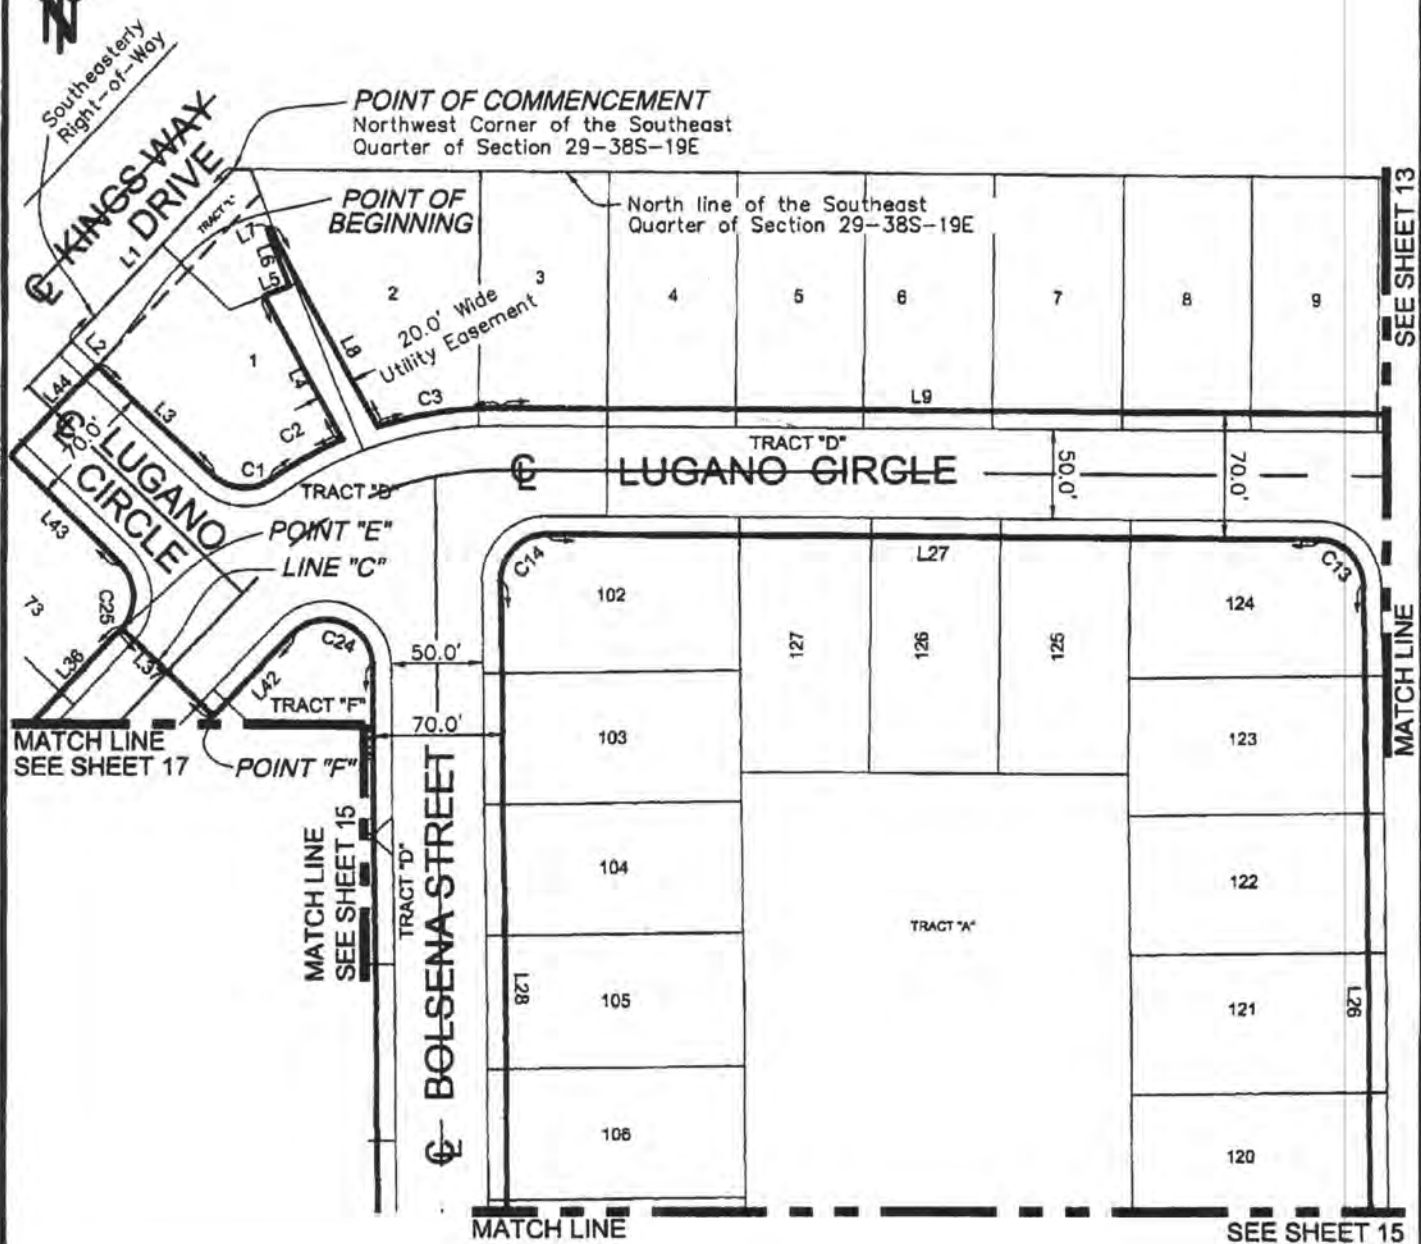 N
Southeasterly
Right-of-Way
POINT OF COMMENCEMENT
Northwest Corner of the Southeast
Quarter of Section 29-38S-19E
KINGS WAY
DRIVE
TRACT "L"
POINT OF
BEGINNING
North line of the Southeast
Quarter of Section 29-38S-19E
SEE SHEET 13
L1
L7
L6
L5
2
3
4
5
6
7
8
9
20.0' Wide
Utility Easement
L8
1
L2
L44
L3
L4
C3
L9
C2
C1
70.0'
LUGANO
CIRCLE
TRACT "D"
TRACT "D"
LUGANO CIRCLE
50.0'
70.0'
L43
POINT "E"
LINE "C"
C14
L27
C13
73
C25
102
127
126
125
124
L36
L37
C24
L42
50.0'
TRACT "F"
70.0'
MATCH LINE
MATCH LINE
SEE SHEET 17
POINT "F"
103
123
MATCH LINE
SEE SHEET 15
TRACT "D"
BOLSENA STREET
104
122
TRACT "A"
L28
105
121
L26
106
120
MATCH LINE
SEE SHEET 15